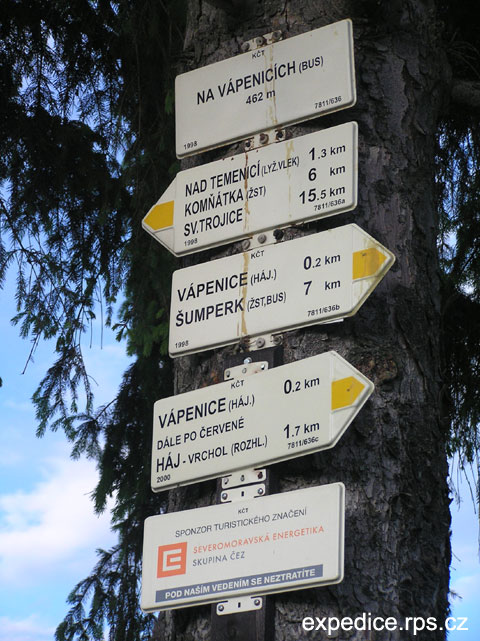 KČT
NA VÁPENICÍCH (BUS)
462 m
1998
7811/636
NAD TEMENICÍ (LYŽ.VLEK) 1.3 km
KOMŇÁTKA (ŽST) 6 km
SV.TROJICE 15.5 km
1998
7811/636a
KČT
VÁPENICE (HÁJ.) 0.2 km
ŠUMPERK (ŽST,BUS) 7 km
1998
7811/636b
KČT
VÁPENICE (HÁJ.) 0.2 km
DÁLE PO ČERVENÉ
HÁJ - VRCHOL (ROZHL.) 1.7 km
2000
7811/636c
KČT
SPONZOR TURISTICKÉHO ZNAČENÍ
SEVEROMORAVSKÁ ENERGETIKA
SKUPINA ČEZ
POD NAŠÍM VEDENÍM SE NEZTRATÍTE
expedice.rps.cz